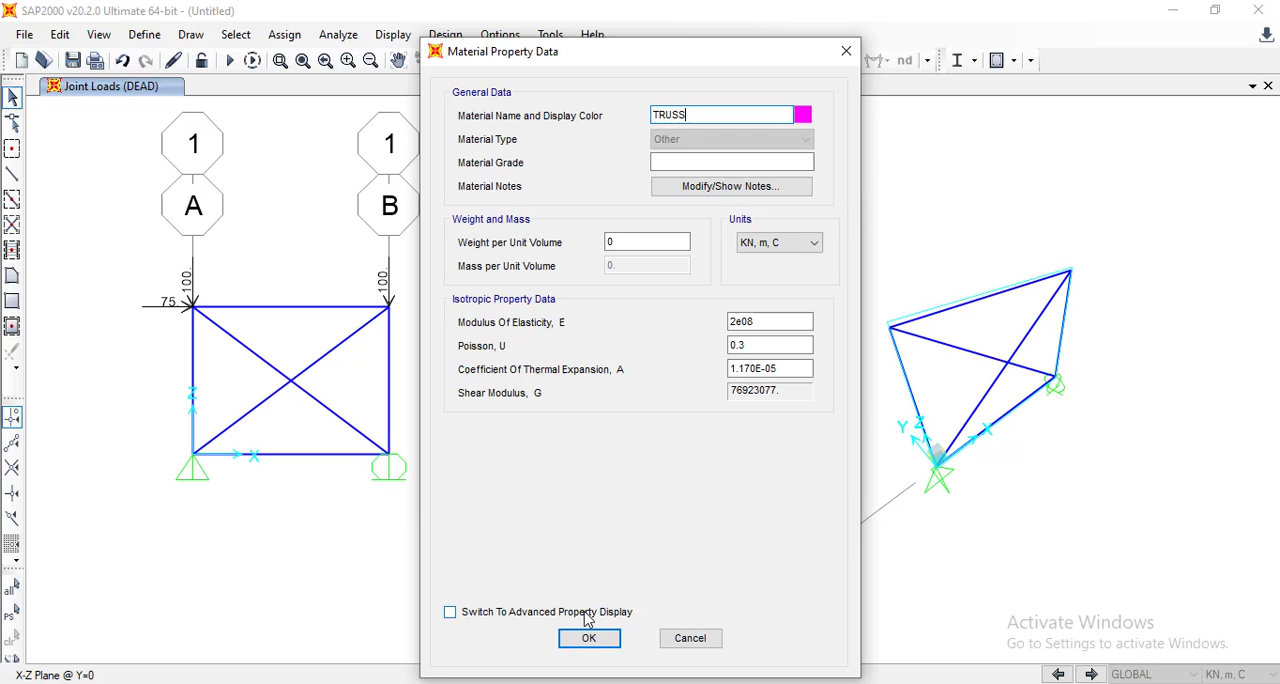 SAP2000 v20.2.0 Ultimate 64-bit - (Untitled)
File Edit View Define Draw Select Assign Analyze Display Design Options Tools Help
Material Property Data
nd
Joint Loads (DEAD)
General Data
Material Name and Display Color TRUSS
Material Type Other
Material Grade
Material Notes Modify/Show Notes...
Weight and Mass Units
Weight per Unit Volume 0 KN, m, C
Mass per Unit Volume 0.
Isotropic Property Data
Modulus Of Elasticity, E 2e08
Poisson, U 0.3
Coefficient Of Thermal Expansion, A 1.170E-05
Shear Modulus, G 76923077.
Switch To Advanced Property Display
OK Cancel
1 1
A B
100. 100.
75.
Z
X
Y Z X
all
PS
clr
Activate Windows
Go to Settings to activate Windows.
X-Z Plane @ Y=0 GLOBAL KN, m, C